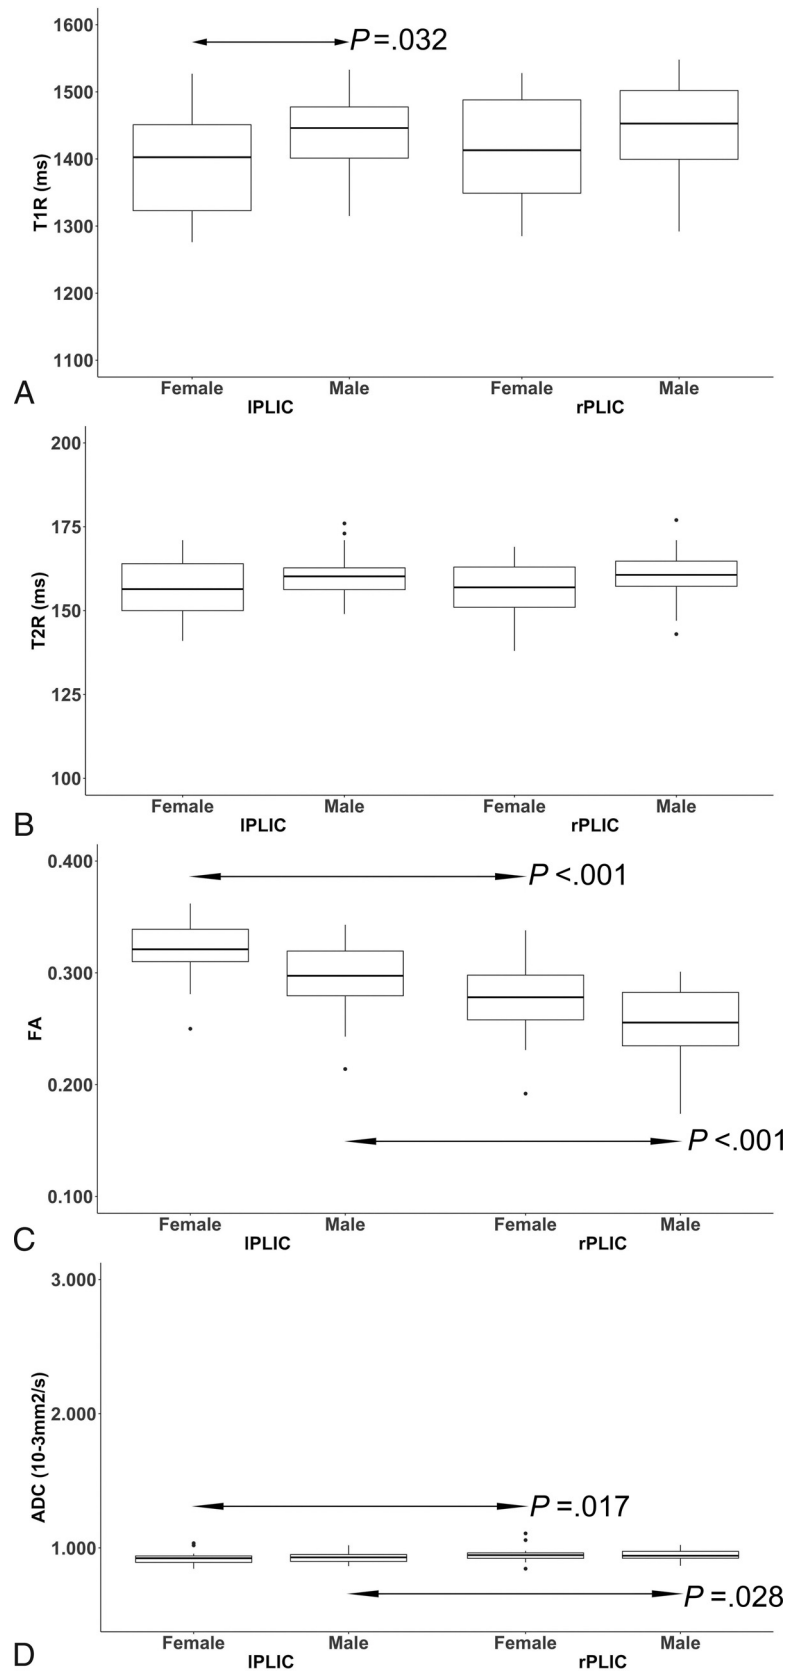 1600
P=.032
1500
1400
T1R (ms)
1300
1200
1100
Female Male Female Male
lPLIC rPLIC
A
200
175
T2R (ms)
150
125
100
Female Male Female Male
lPLIC rPLIC
B
0.400
P<.001
0.300
FA
0.200
P<.001
0.100
Female Male Female Male
lPLIC rPLIC
C
3.000
2.000
ADC (10-3mm2/s)
P=.017
1.000
P=.028
Female Male Female Male
lPLIC rPLIC
D